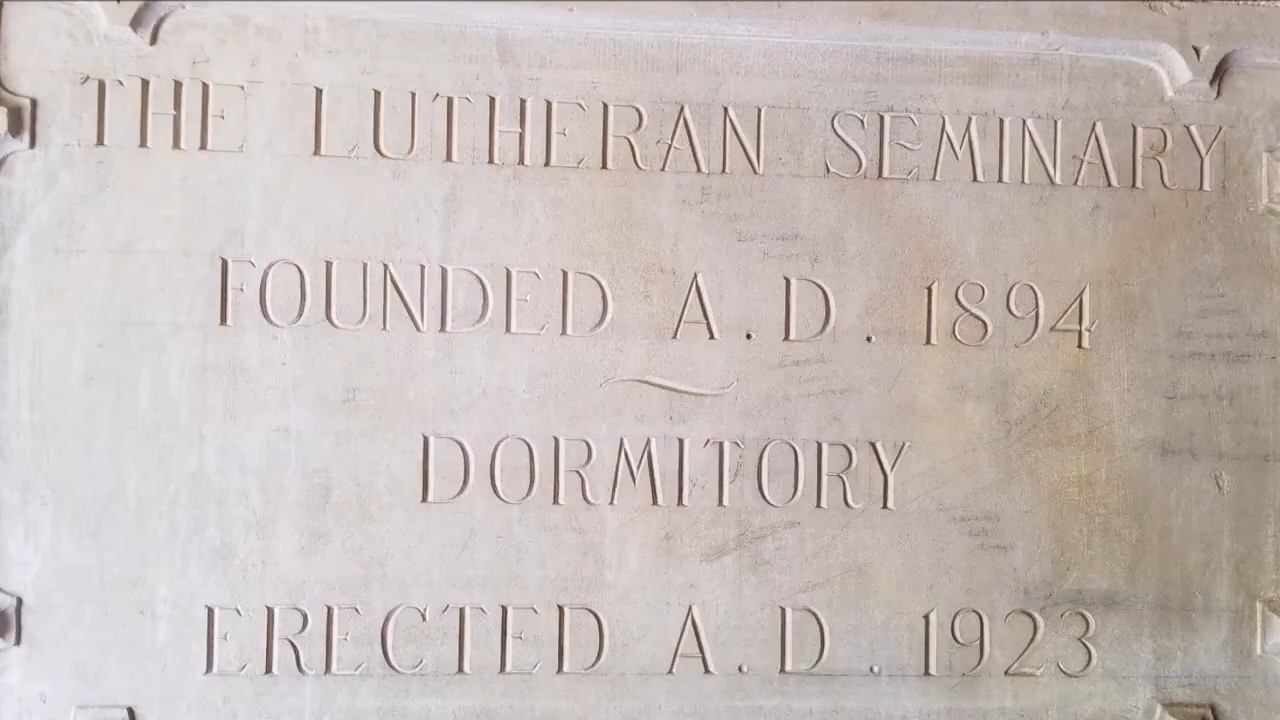 THE LUTHERAN SEMINARY
FOUNDED A.D. 1894
DORMITORY
ERECTED A.D. 1923